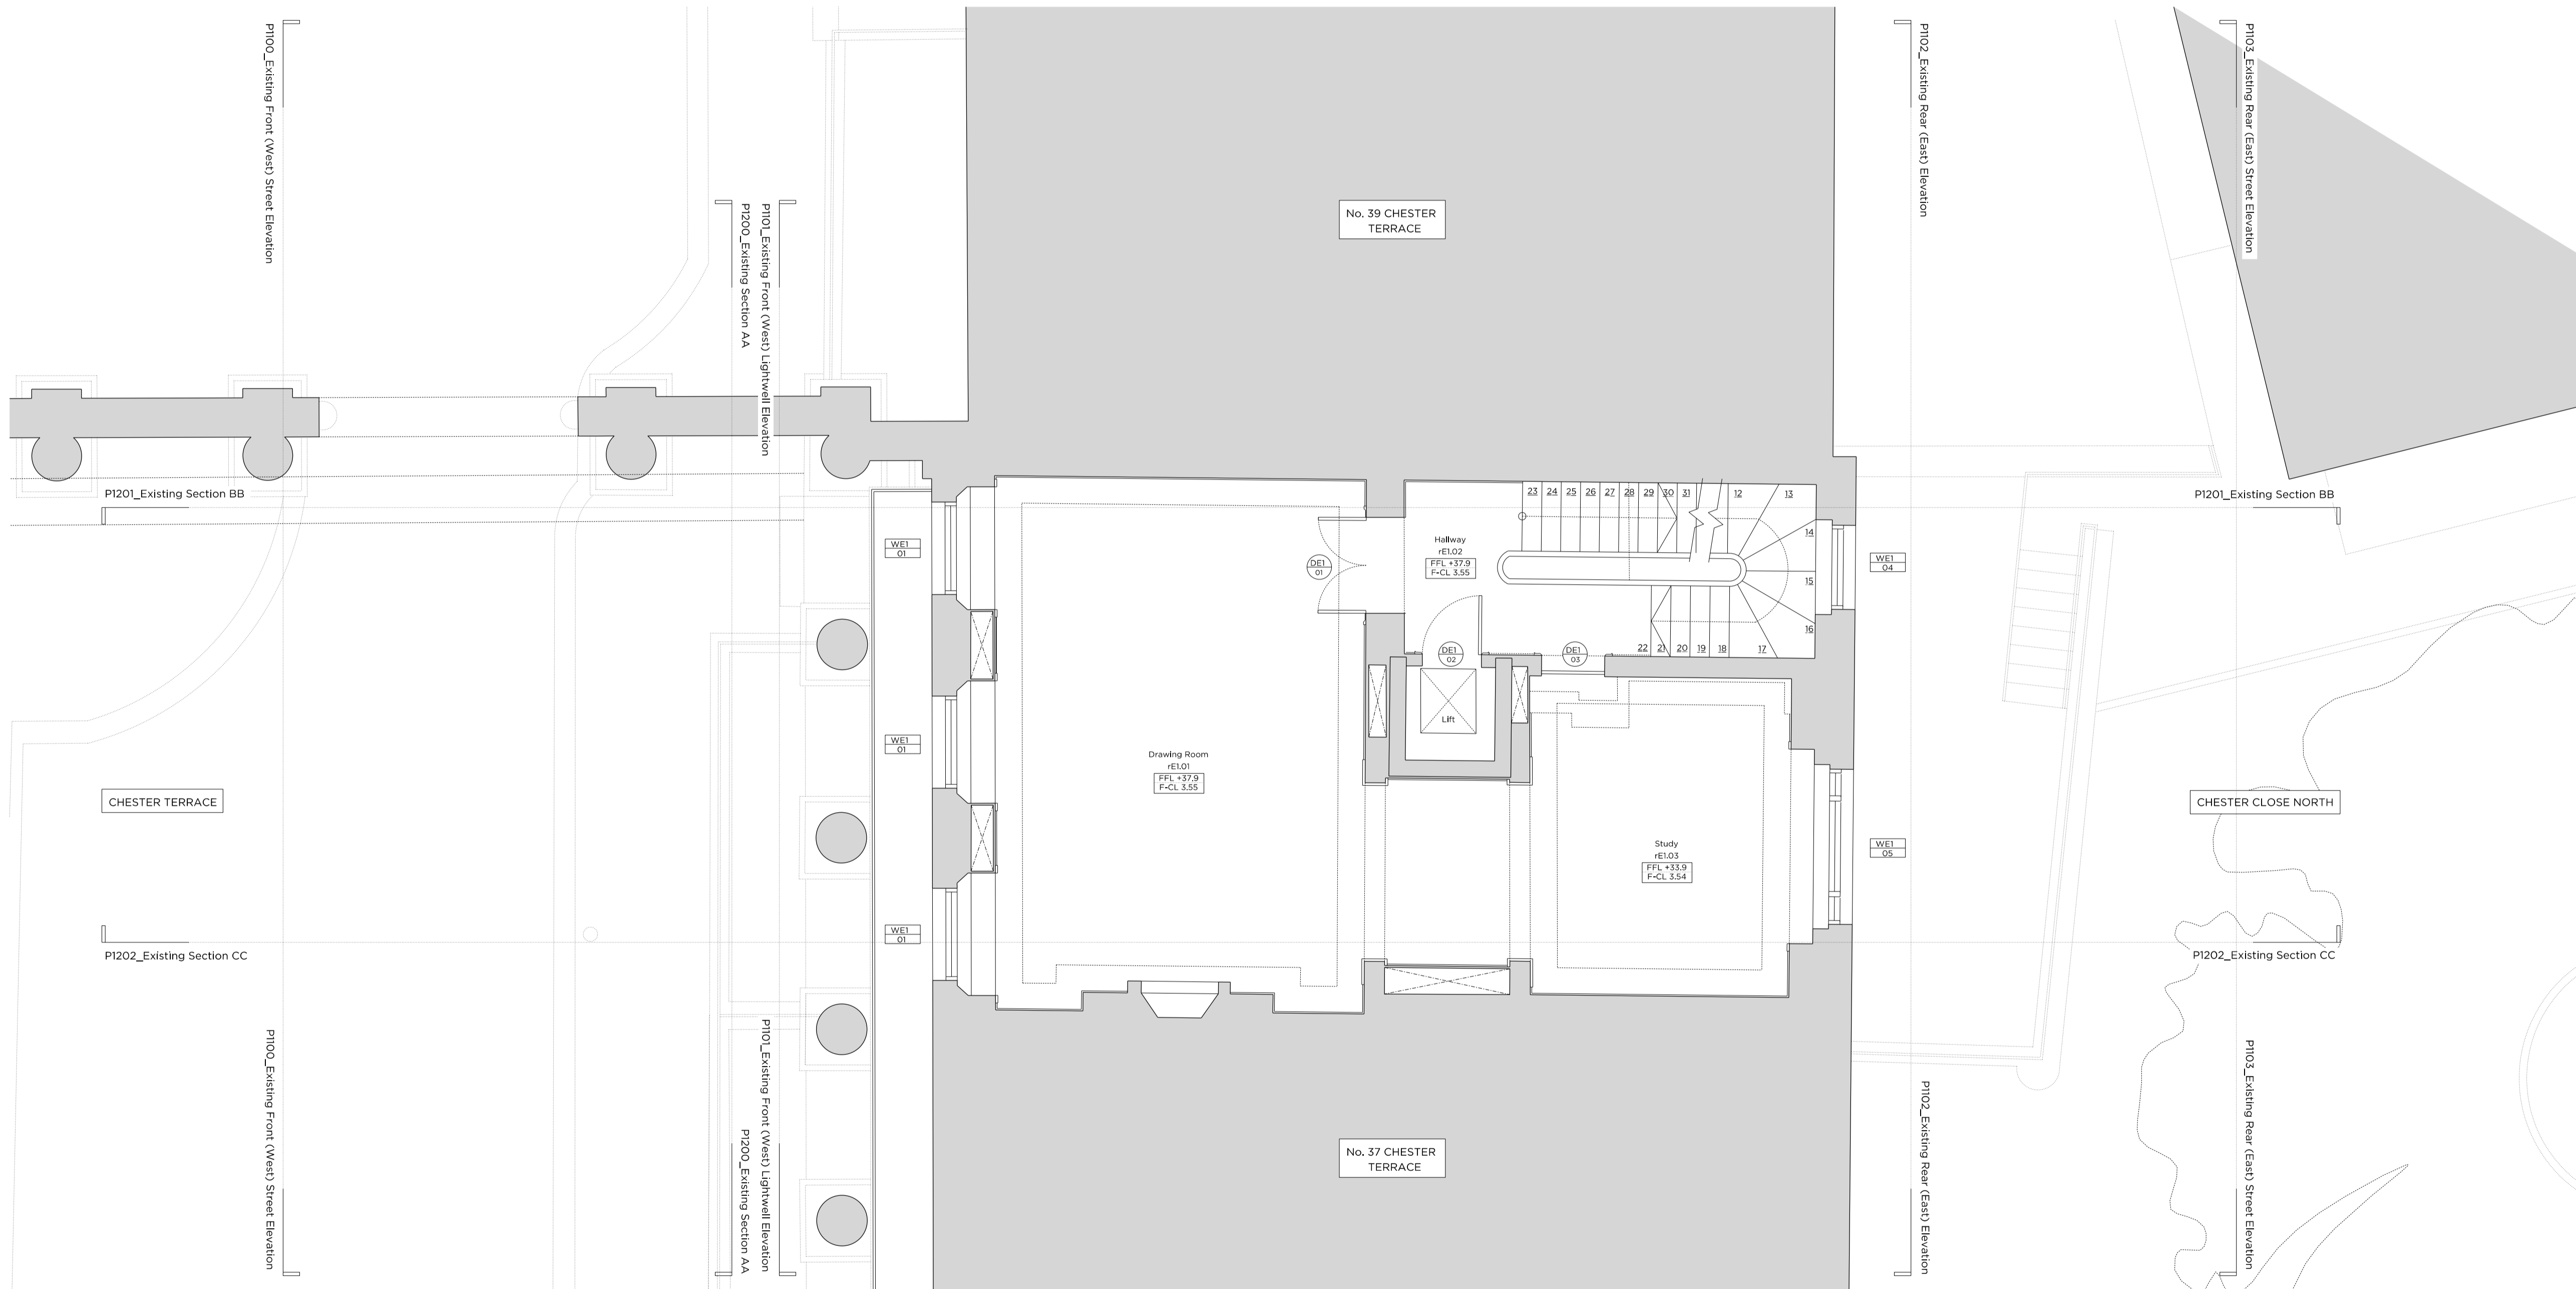 P1100_Existing Front (West) Street Elevation
P1200_Existing Section AA
P1101_Existing Front (West) Lightwell Elevation
No. 39 CHESTER
TERRACE
P1102_Existing Rear (East) Elevation
P1103_Existing Rear (East) Street Elevation
P1201_Existing Section BB
P1201_Existing Section BB
23 24 25 26 27 28 29 30 31 12 13
14
15
16
22 21 20 19 18 17
WE1
01
DE1
01
Hallway
rE1.02
FFL +37.9
F-CL 3.55
WE1
04
DE1
02
DE1
03
Lift
WE1
01
Drawing Room
rE1.01
FFL +37.9
F-CL 3.55
CHESTER TERRACE
CHESTER CLOSE NORTH
Study
rE1.03
FFL +33.9
F-CL 3.54
WE1
05
WE1
01
P1202_Existing Section CC
P1202_Existing Section CC
P1100_Existing Front (West) Street Elevation
P1200_Existing Section AA
P1101_Existing Front (West) Lightwell Elevation
No. 37 CHESTER
TERRACE
P1102_Existing Rear (East) Elevation
P1103_Existing Rear (East) Street Elevation